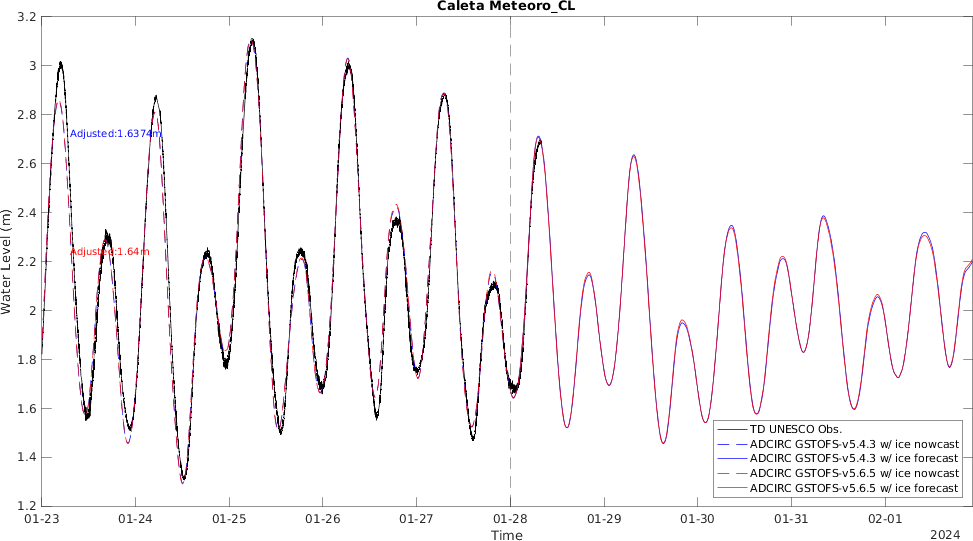 Caleta Meteoro_CL
3.2
3
2.8
2.6
2.4
2.2
2
1.8
1.6
1.4
1.2
Water Level (m)
Adjusted:1.6374m
Adjusted:1.64m
TD UNESCO Obs.
ADCIRC GSTOFS-v5.4.3 w/ ice nowcast
ADCIRC GSTOFS-v5.4.3 w/ ice forecast
ADCIRC GSTOFS-v5.6.5 w/ ice nowcast
ADCIRC GSTOFS-v5.6.5 w/ ice forecast
01-23 01-24 01-25 01-26 01-27 01-28 01-29 01-30 01-31 02-01
Time
2024